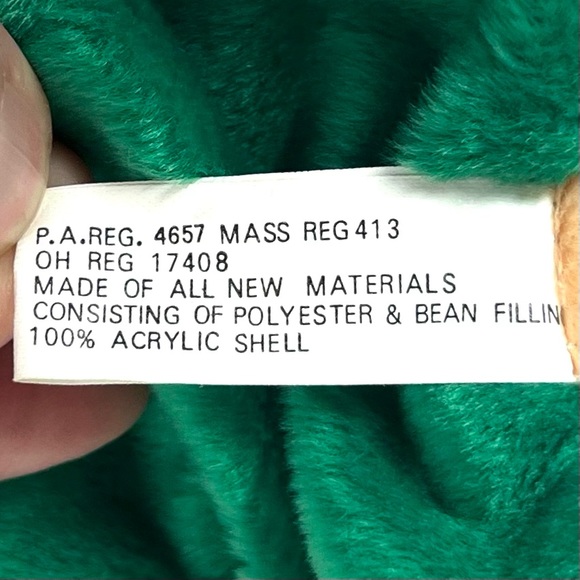 P.A.REG. 4657 MASS REG 413
OH REG 17408
MADE OF ALL NEW MATERIALS
CONSISTING OF POLYESTER & BEAN FILLIN
100% ACRYLIC SHELL